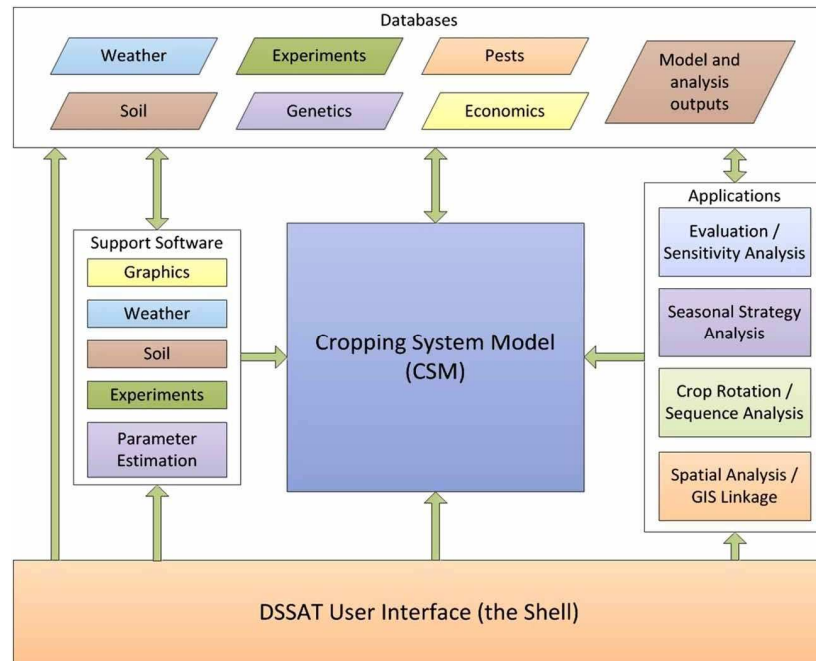 Databases
Weather
Experiments
Pests
Model and
analysis
outputs
Soil
Genetics
Economics
Support Software
Graphics
Weather
Soil
Experiments
Parameter
Estimation
Cropping System Model
(CSM)
Applications
Evaluation /
Sensitivity Analysis
Seasonal Strategy
Analysis
Crop Rotation /
Sequence Analysis
Spatial Analysis /
GIS Linkage
DSSAT User Interface (the Shell)